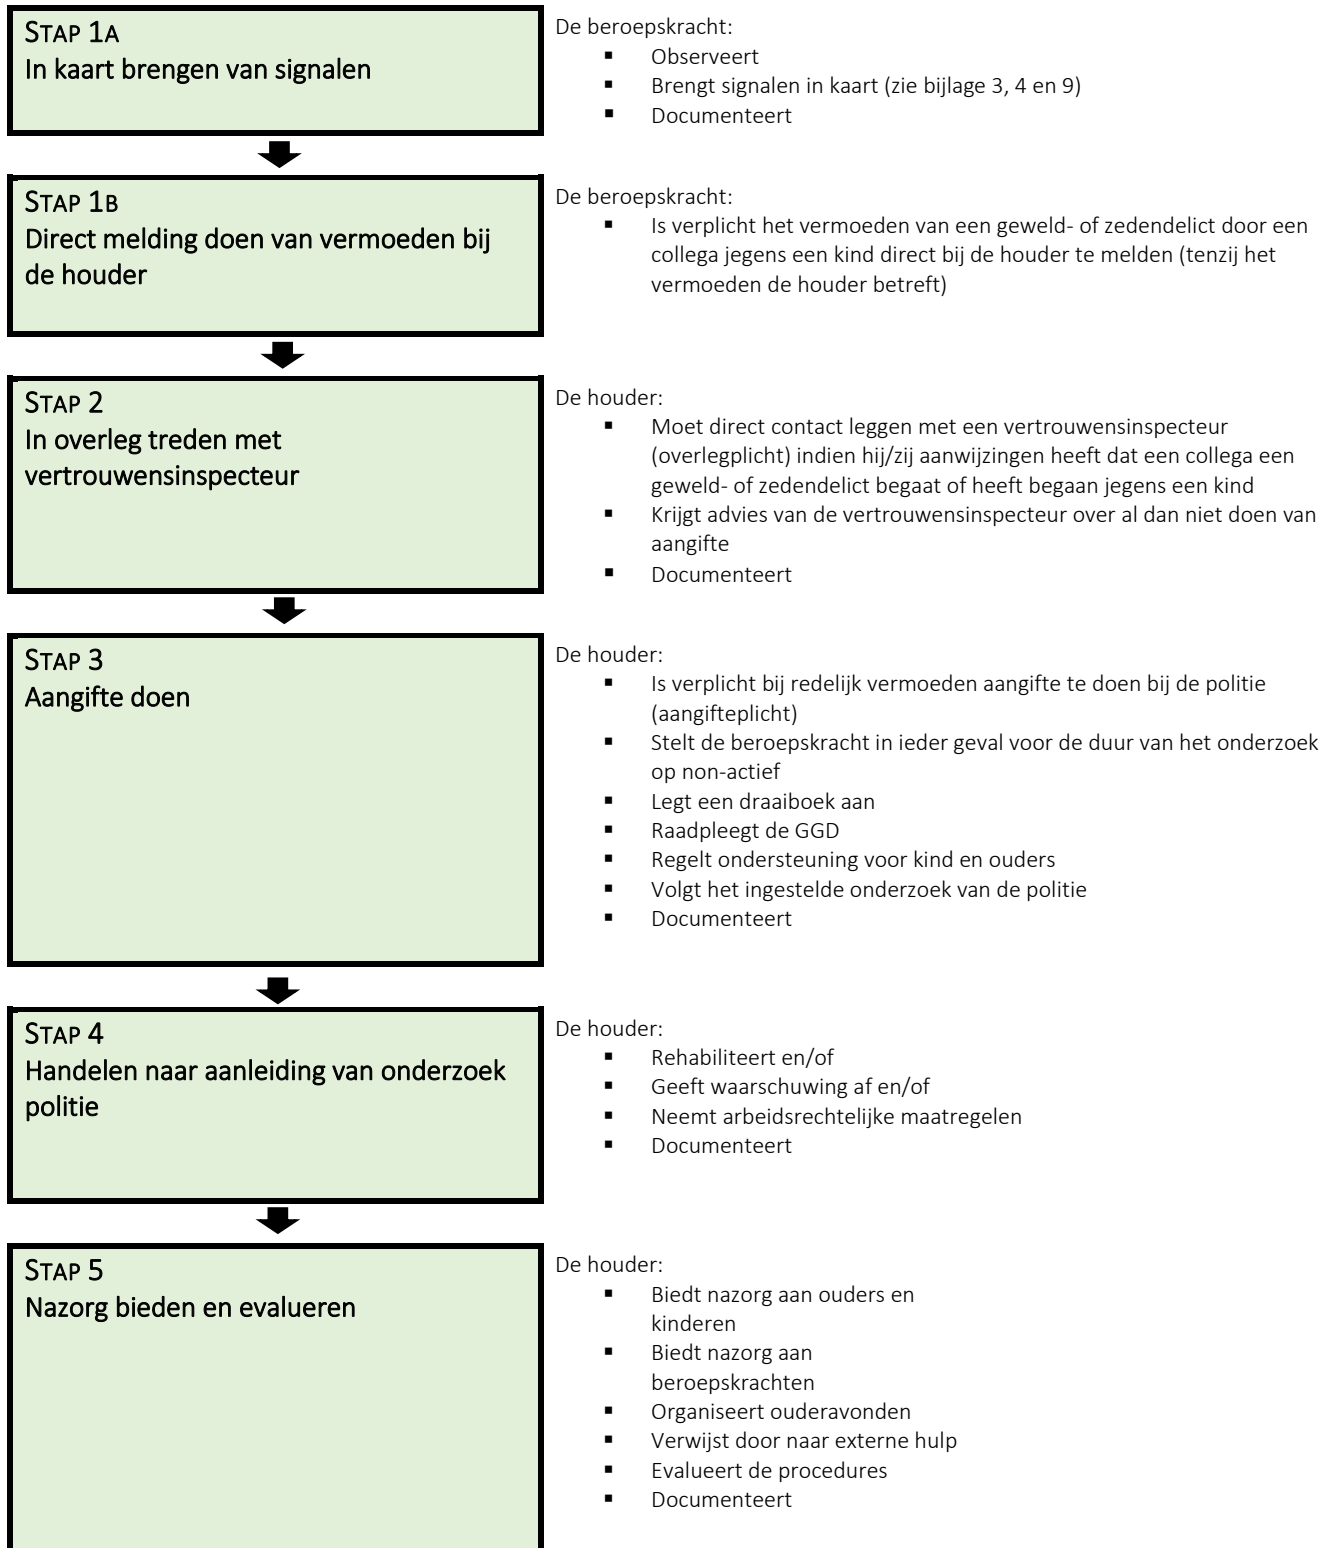 STAP 1A
In kaart brengen van signalen
De beroepskracht:
▪ Observeert
▪ Brengt signalen in kaart (zie bijlage 3, 4 en 9)
▪ Documenteert
STAP 1B
Direct melding doen van vermoeden bij
de houder
De beroepskracht:
▪ Is verplicht het vermoeden van een geweld- of zedendelict door een
collega jegens een kind direct bij de houder te melden (tenzij het
vermoeden de houder betreft)
STAP 2
In overleg treden met
vertrouwensinspecteur
De houder:
▪ Moet direct contact leggen met een vertrouwensinspecteur
(overlegplicht) indien hij/zij aanwijzingen heeft dat een collega een
geweld- of zedendelict begaat of heeft begaan jegens een kind
▪ Krijgt advies van de vertrouwensinspecteur over al dan niet doen van
aangifte
▪ Documenteert
STAP 3
Aangifte doen
De houder:
▪ Is verplicht bij redelijk vermoeden aangifte te doen bij de politie
(aangifteplicht)
▪ Stelt de beroepskracht in ieder geval voor de duur van het onderzoek
op non-actief
▪ Legt een draaiboek aan
▪ Raadpleegt de GGD
▪ Regelt ondersteuning voor kind en ouders
▪ Volgt het ingestelde onderzoek van de politie
▪ Documenteert
STAP 4
Handelen naar aanleiding van onderzoek
politie
De houder:
▪ Rehabiliteert en/of
▪ Geeft waarschuwing af en/of
▪ Neemt arbeidsrechtelijke maatregelen
▪ Documenteert
STAP 5
Nazorg bieden en evalueren
De houder:
▪ Biedt nazorg aan ouders en
kinderen
▪ Biedt nazorg aan
beroepskrachten
▪ Organiseert ouderavonden
▪ Verwijst door naar externe hulp
▪ Evalueert de procedures
▪ Documenteert